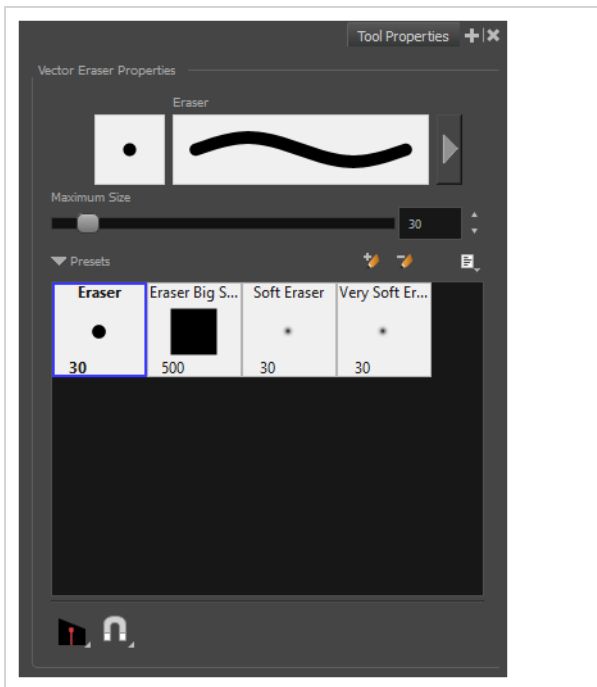 Tool Properties
Vector Eraser Properties
Eraser
Maximum Size
30
Presets
Eraser Eraser Big S... Soft Eraser Very Soft Er...
30 500 30 30